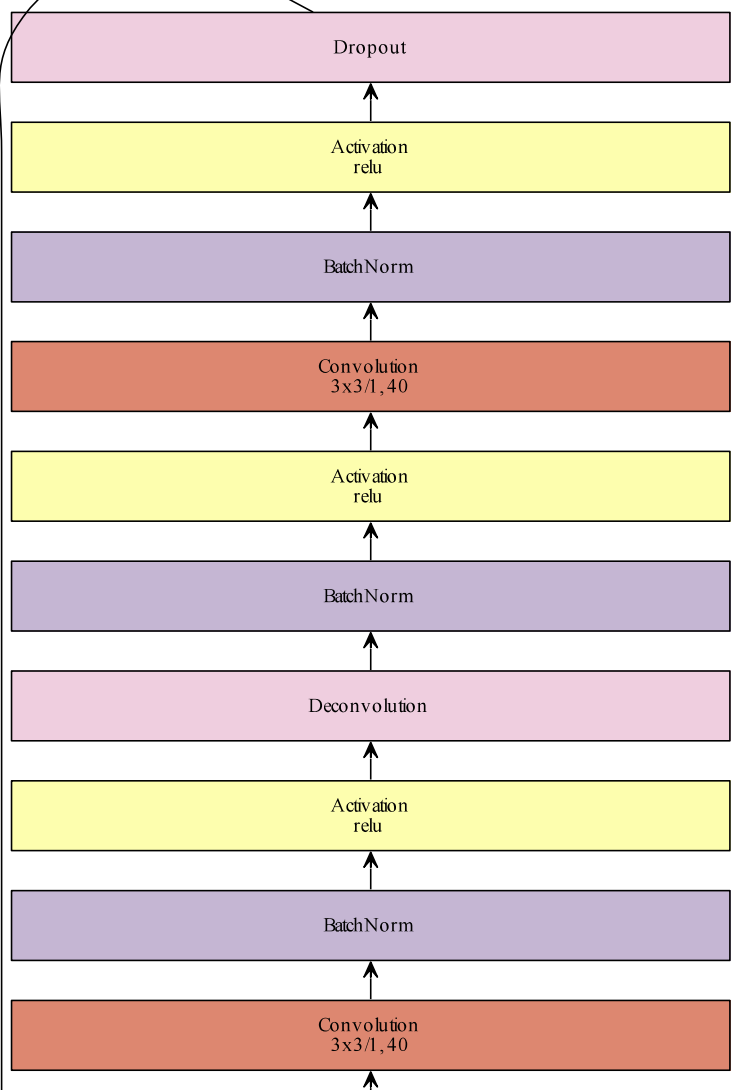 Dropout
Activation
relu
BatchNorm
Convolution
3x3/1, 40
Activation
relu
BatchNorm
Deconvolution
Activation
relu
BatchNorm
Convolution
3x3/1, 40